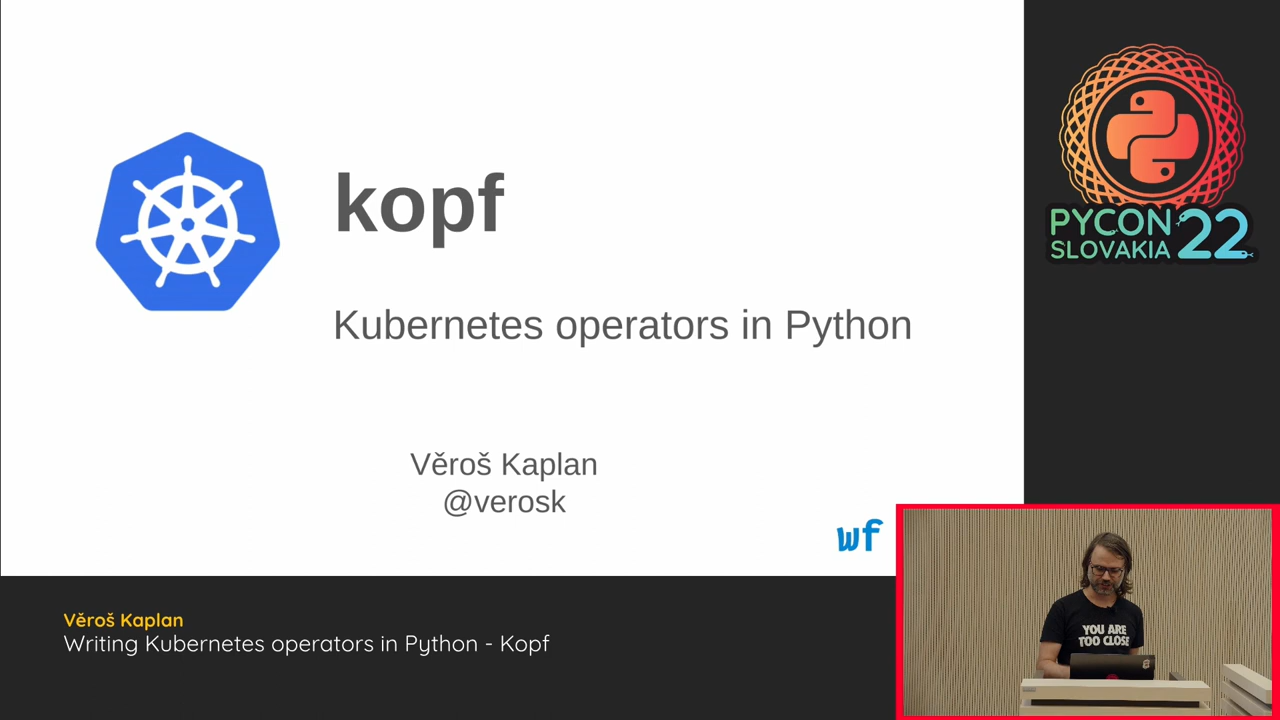 kopf
Kubernetes operators in Python
Věroš Kaplan
@verosk
wf
PYCON
SLOVAKIA
22
Věroš Kaplan
Writing Kubernetes operators in Python - Kopf
YOU ARE
TOO CLOSE